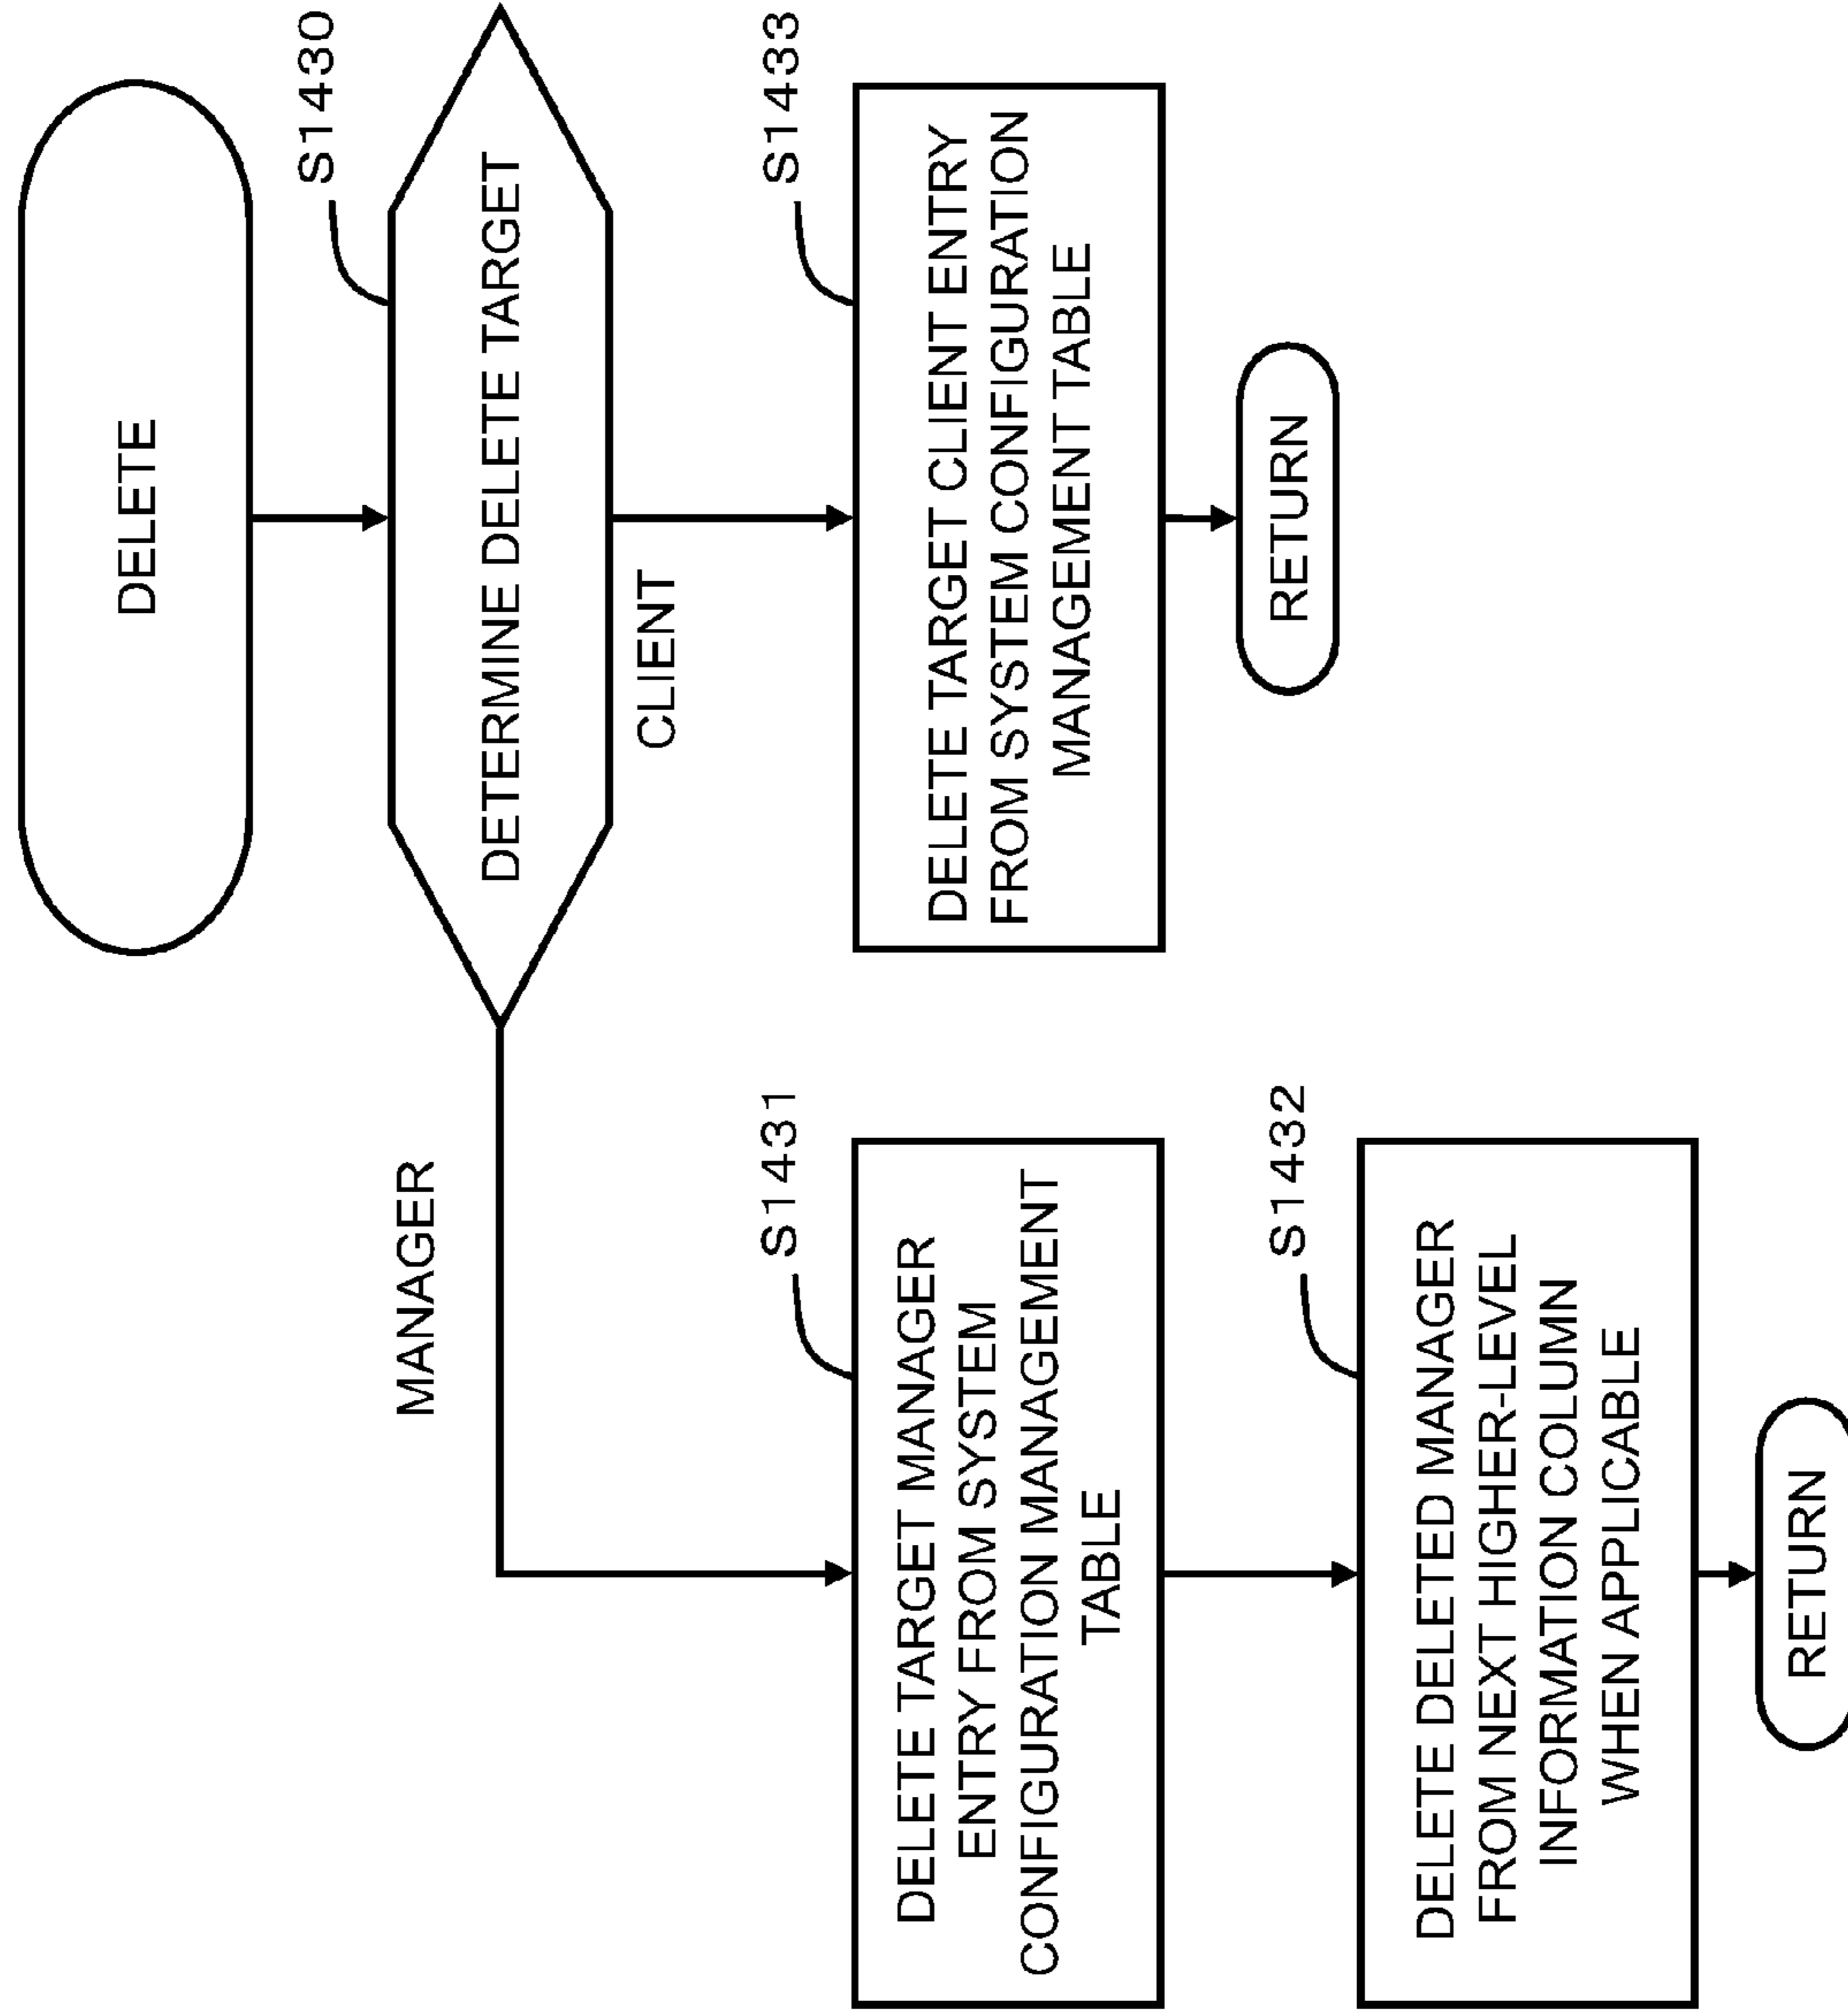 DELETE
S1430
DETERMINE DELETE TARGET
MANAGER
CLIENT
S1431
DELETE TARGET MANAGER
ENTRY FROM SYSTEM
CONFIGURATION MANAGEMENT
TABLE
S1433
DELETE TARGET CLIENT ENTRY
FROM SYSTEM CONFIGURATION
MANAGEMENT TABLE
RETURN
S1432
DELETE DELETED MANAGER
FROM NEXT HIGHER-LEVEL
INFORMATION COLUMN
WHEN APPLICABLE
RETURN